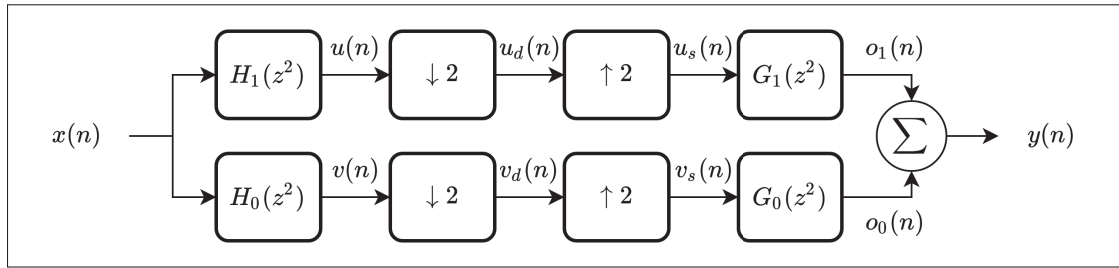 u(n) u_d(n) u_s(n) o_1(n)
H_1(z^2) ↓ 2 ↑ 2 G_1(z^2)
x(n) ∑ y(n)
v(n) v_d(n) v_s(n)
H_0(z^2) ↓ 2 ↑ 2 G_0(z^2)
o_0(n)